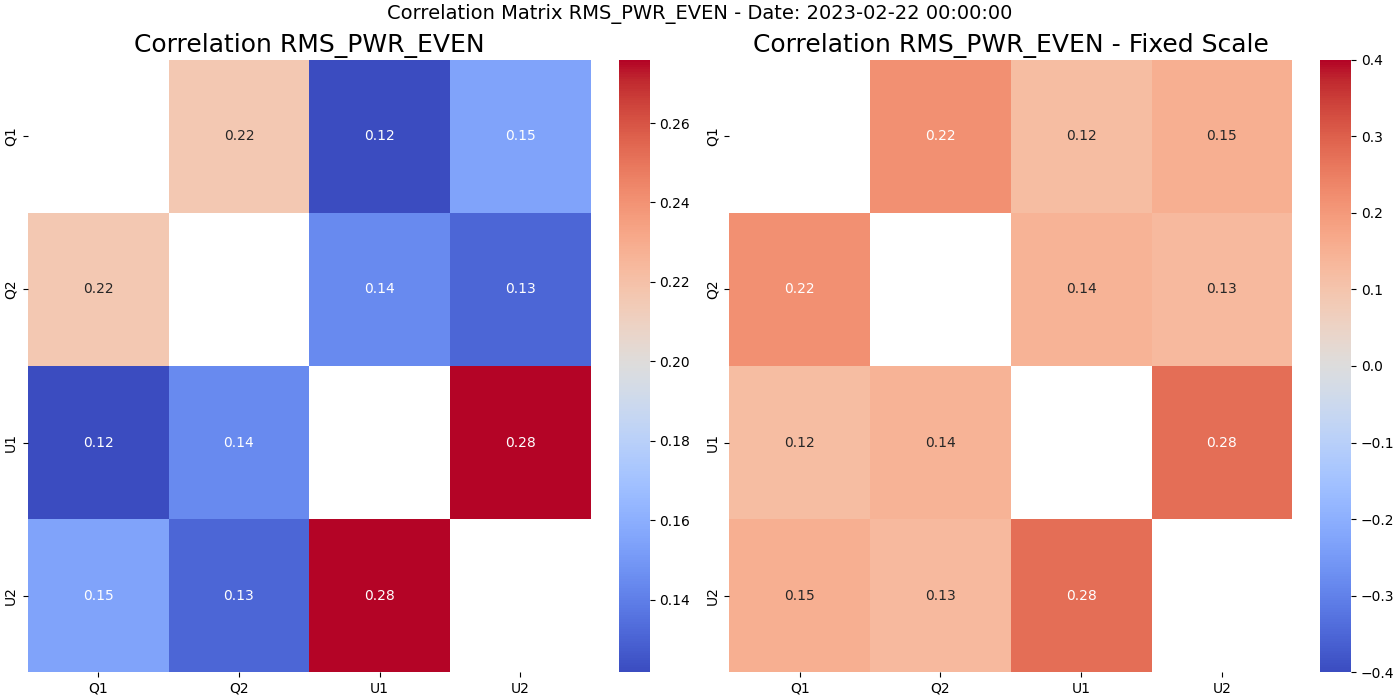 Correlation Matrix RMS_PWR_EVEN - Date: 2023-02-22 00:00:00
Correlation RMS_PWR_EVEN
Q1
0.22
0.12
0.15
Q2
0.22
0.14
0.13
U1
0.12
0.14
0.28
U2
0.15
0.13
0.28
Q1
Q2
U1
U2
0.26
0.24
0.22
0.20
0.18
0.16
0.14
Correlation RMS_PWR_EVEN - Fixed Scale
Q1
0.22
0.12
0.15
Q2
0.22
0.14
0.13
U1
0.12
0.14
0.28
U2
0.15
0.13
0.28
Q1
Q2
U1
U2
0.4
0.3
0.2
0.1
0.0
−0.1
−0.2
−0.3
−0.4